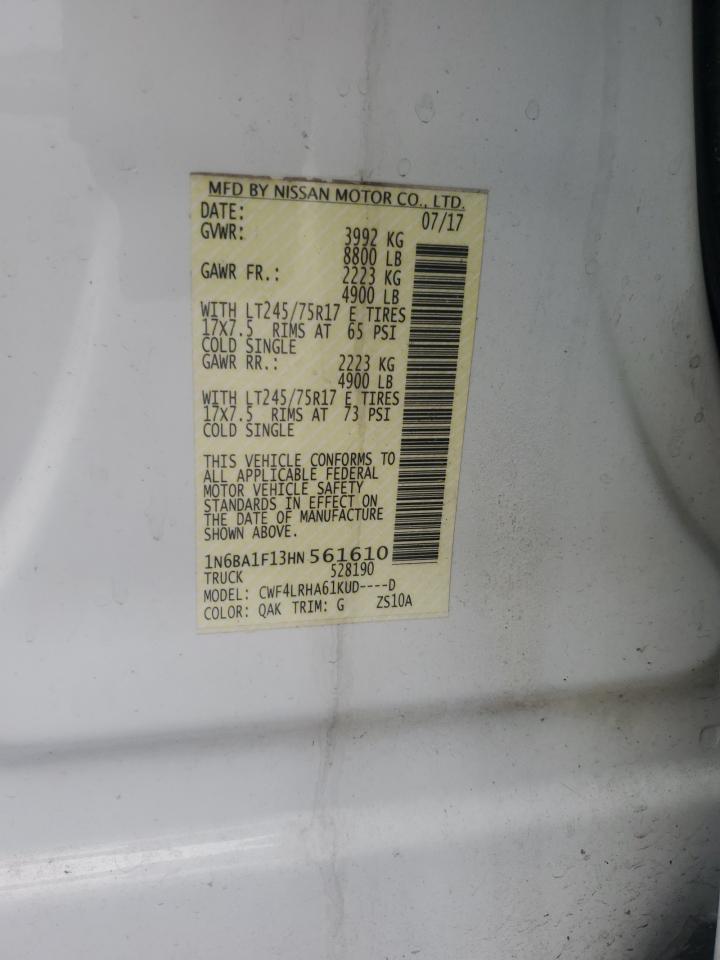 MFD BY NISSAN MOTOR CO., LTD.
DATE: 07/17
GVWR: 3992 KG
8800 LB
GAWR FR.: 2223 KG
4900 LB
WITH LT245/75R17 E TIRES
17X7.5 RIMS AT 65 PSI
COLD SINGLE
GAWR RR.: 2223 KG
4900 LB
WITH LT245/75R17 E TIRES
17X7.5 RIMS AT 73 PSI
COLD SINGLE
THIS VEHICLE CONFORMS TO
ALL APPLICABLE FEDERAL
MOTOR VEHICLE SAFETY
STANDARDS IN EFFECT ON
THE DATE OF MANUFACTURE
SHOWN ABOVE.
1N6BA1F13HN561610
TRUCK 528190
MODEL: CWF4LRHA61KUD----D
COLOR: QAK TRIM: G ZS10A